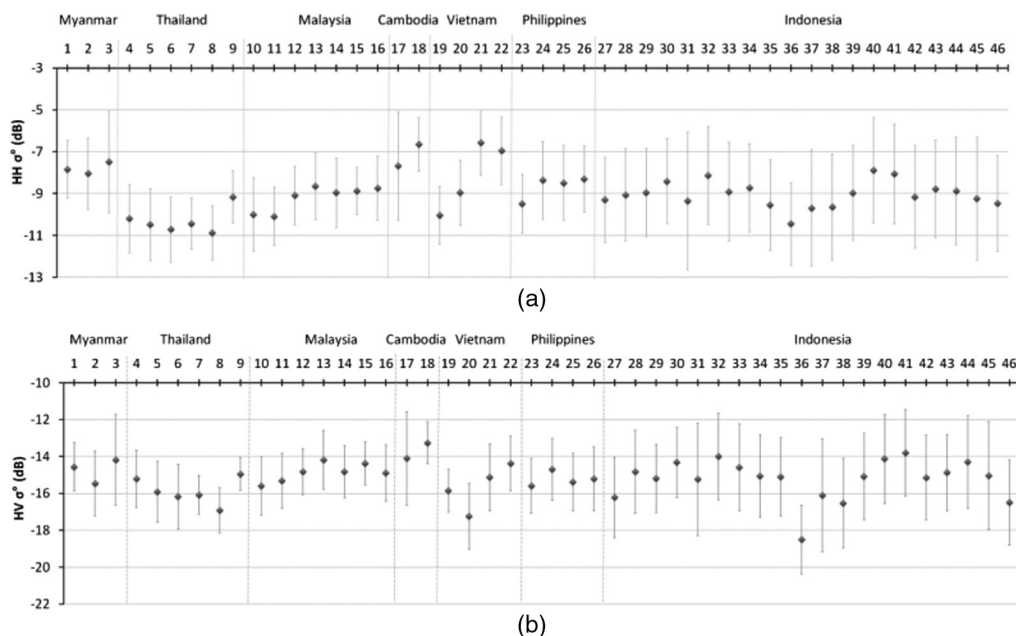 Myanmar Thailand Malaysia Cambodia Vietnam Philippines Indonesia
1 2 3 4 5 6 7 8 9 10 11 12 13 14 15 16 17 18 19 20 21 22 23 24 25 26 27 28 29 30 31 32 33 34 35 36 37 38 39 40 41 42 43 44 45 46
-3
-5
-7
-9
-11
-13
HH σ° (dB)
(a)
Myanmar Thailand Malaysia Cambodia Vietnam Philippines Indonesia
1 2 3 4 5 6 7 8 9 10 11 12 13 14 15 16 17 18 19 20 21 22 23 24 25 26 27 28 29 30 31 32 33 34 35 36 37 38 39 40 41 42 43 44 45 46
-10
-12
-14
-16
-18
-20
-22
HV σ° (dB)
(b)